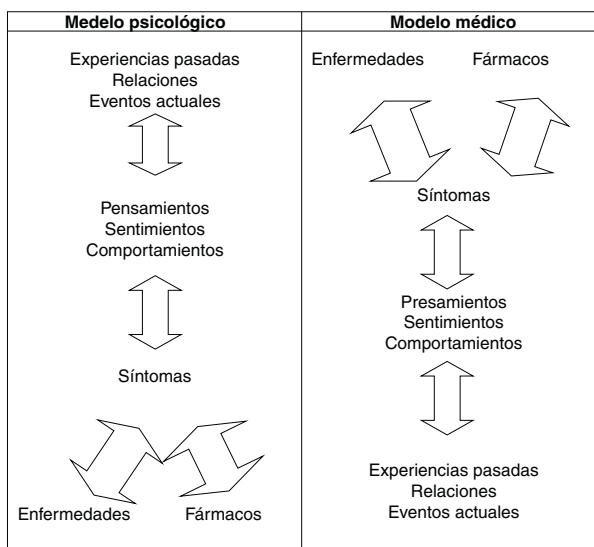 Medelo psicológico
Experiencias pasadas
Relaciones
Eventos actuales
Pensamientos
Sentimientos
Comportamientos
Síntomas
Enfermedades Fármacos
Modelo médico
Enfermedades Fármacos
Síntomas
Presamientos
Sentimientos
Comportamientos
Experiencias pasadas
Relaciones
Eventos actuales